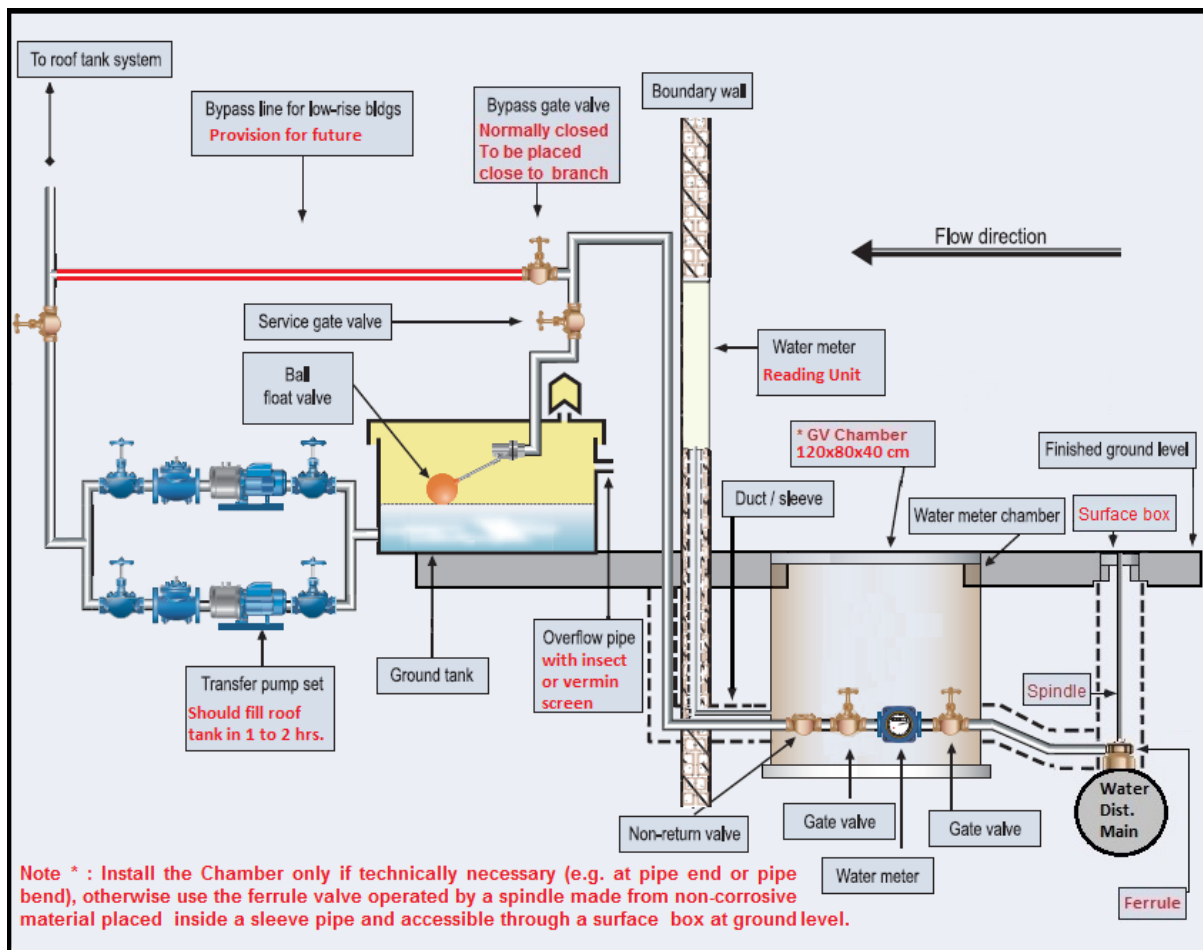 To roof tank system
Bypass line for low-rise bldgs
Provision for future
Bypass gate valve
Normally closed
To be placed
close to branch
Boundary wall
Flow direction
Service gate valve
Water meter
Reading Unit
Ball
float valve
* GV Chamber
120x80x40 cm
Finished ground level
Duct / sleeve
Water meter chamber
Surface box
Transfer pump set
Should fill roof
tank in 1 to 2 hrs.
Ground tank
Overflow pipe
with insect
or vermin
screen
Spindle
Water
Dist.
Main
Non-return valve
Gate valve
Gate valve
Water meter
Ferrule
Note * : Install the Chamber only if technically necessary (e.g. at pipe end or pipe
bend), otherwise use the ferrule valve operated by a spindle made from non-corrosive
material placed inside a sleeve pipe and accessible through a surface box at ground level.